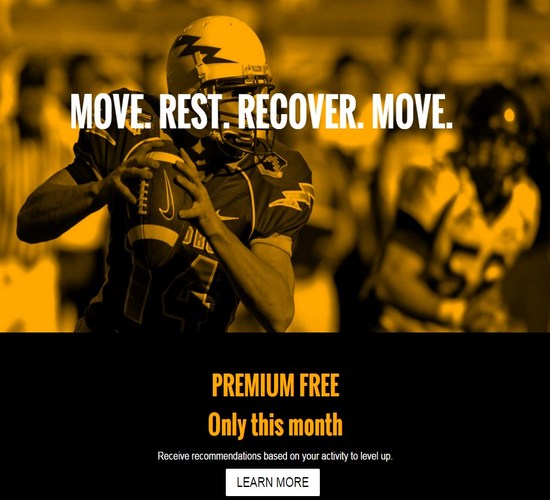 MOVE. REST. RECOVER. MOVE.
14
PREMIUM FREE
Only this month
Receive recommendations based on your activity to level up.
LEARN MORE